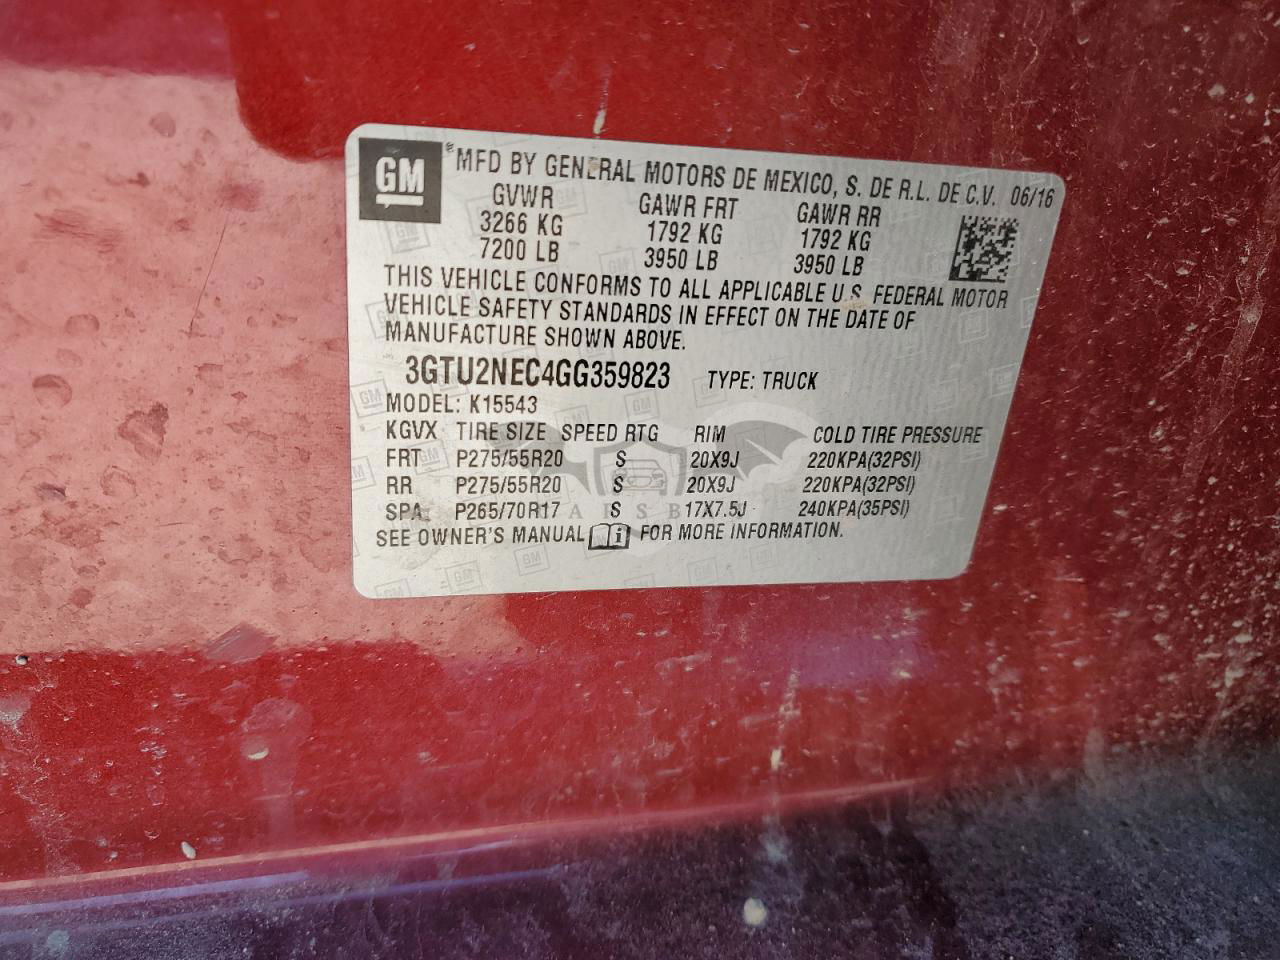 GM ® MFD BY GENERAL MOTORS DE MEXICO, S. DE R.L. DE C.V. 06/16
GVWR GAWR FRT GAWR RR
3266 KG 1792 KG 1792 KG
7200 LB 3950 LB 3950 LB
THIS VEHICLE CONFORMS TO ALL APPLICABLE U.S. FEDERAL MOTOR
VEHICLE SAFETY STANDARDS IN EFFECT ON THE DATE OF
MANUFACTURE SHOWN ABOVE.
3GTU2NEC4GG359823 TYPE: TRUCK
MODEL: K15543
KGVX TIRE SIZE SPEED RTG RIM COLD TIRE PRESSURE
FRT P275/55R20 S 20X9J 220KPA(32PSI)
RR P275/55R20 S 20X9J 220KPA(32PSI)
SPA P265/70R17 S 17X7.5J 240KPA(35PSI)
SEE OWNER'S MANUAL FOR MORE INFORMATION.